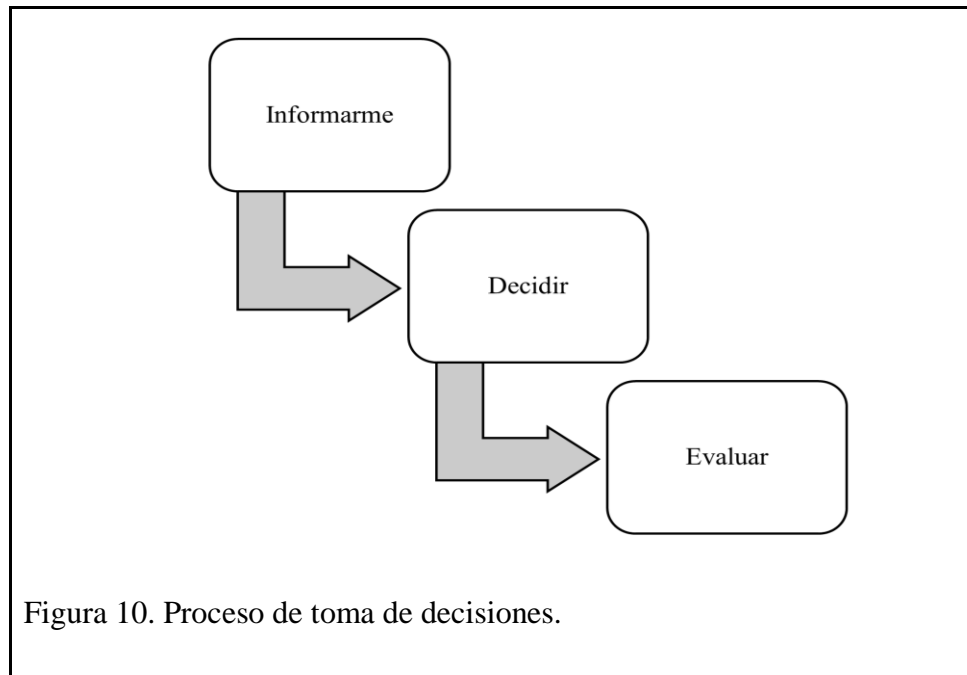 Informarme
Decidir
Evaluar
Figura 10. Proceso de toma de decisiones.